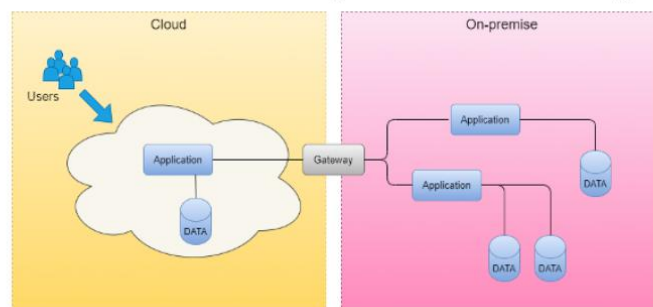 Cloud
On-premise
Users
Application
Gateway
Application
Application
DATA
DATA
DATA
DATA